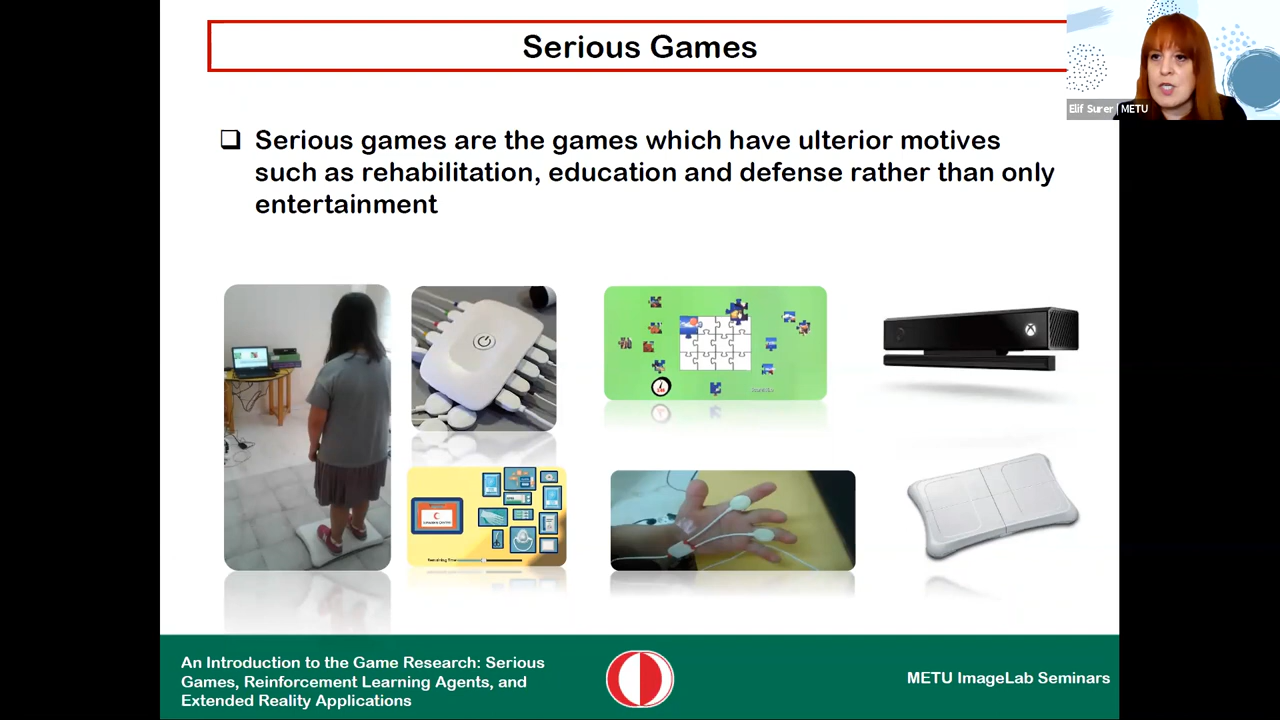 Serious Games
Elif Surer | METU
❑ Serious games are the games which have ulterior motives
such as rehabilitation, education and defense rather than only
entertainment
An Introduction to the Game Research: Serious
Games, Reinforcement Learning Agents, and
Extended Reality Applications
METU ImageLab Seminars